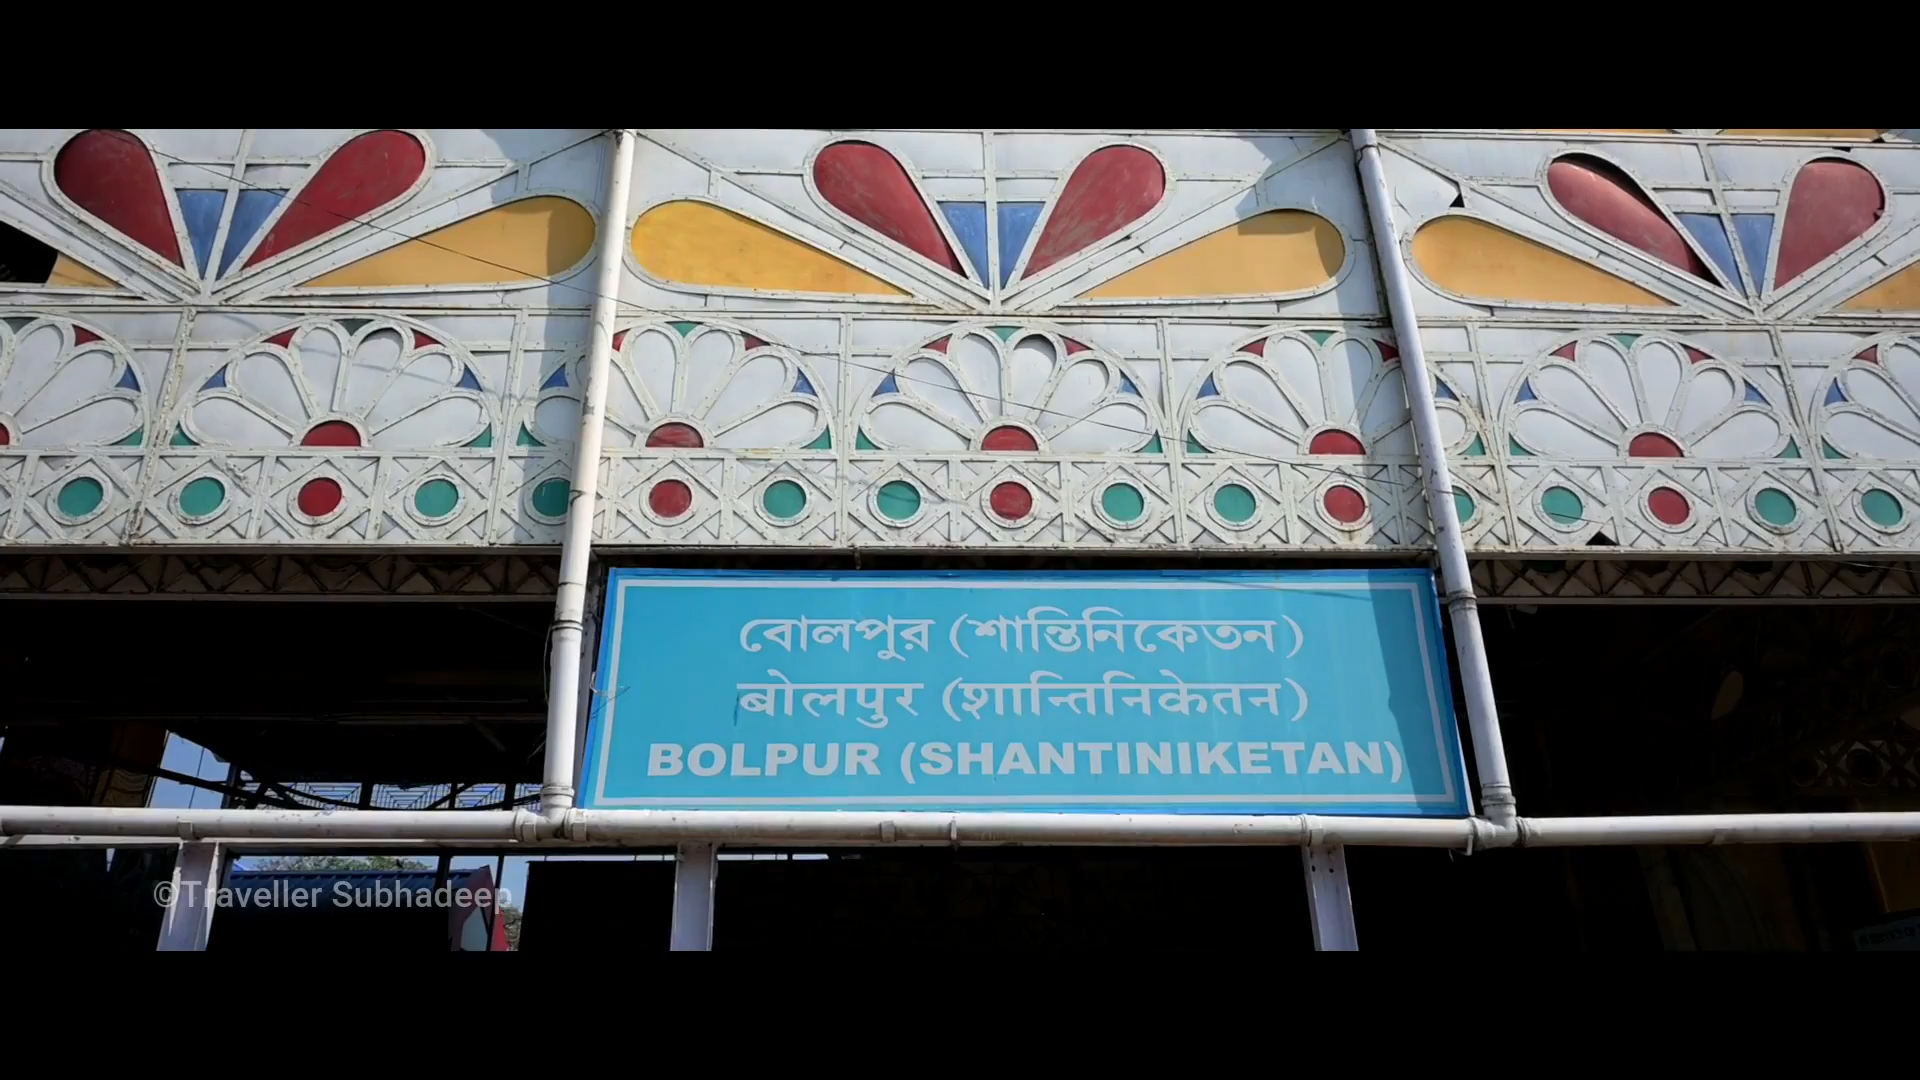 বোলপুর (শান্তিনিকেতন)
बोलपुर (शान्तिनिकेतन)
BOLPUR (SHANTINIKETAN)
©Traveller Subhadeep